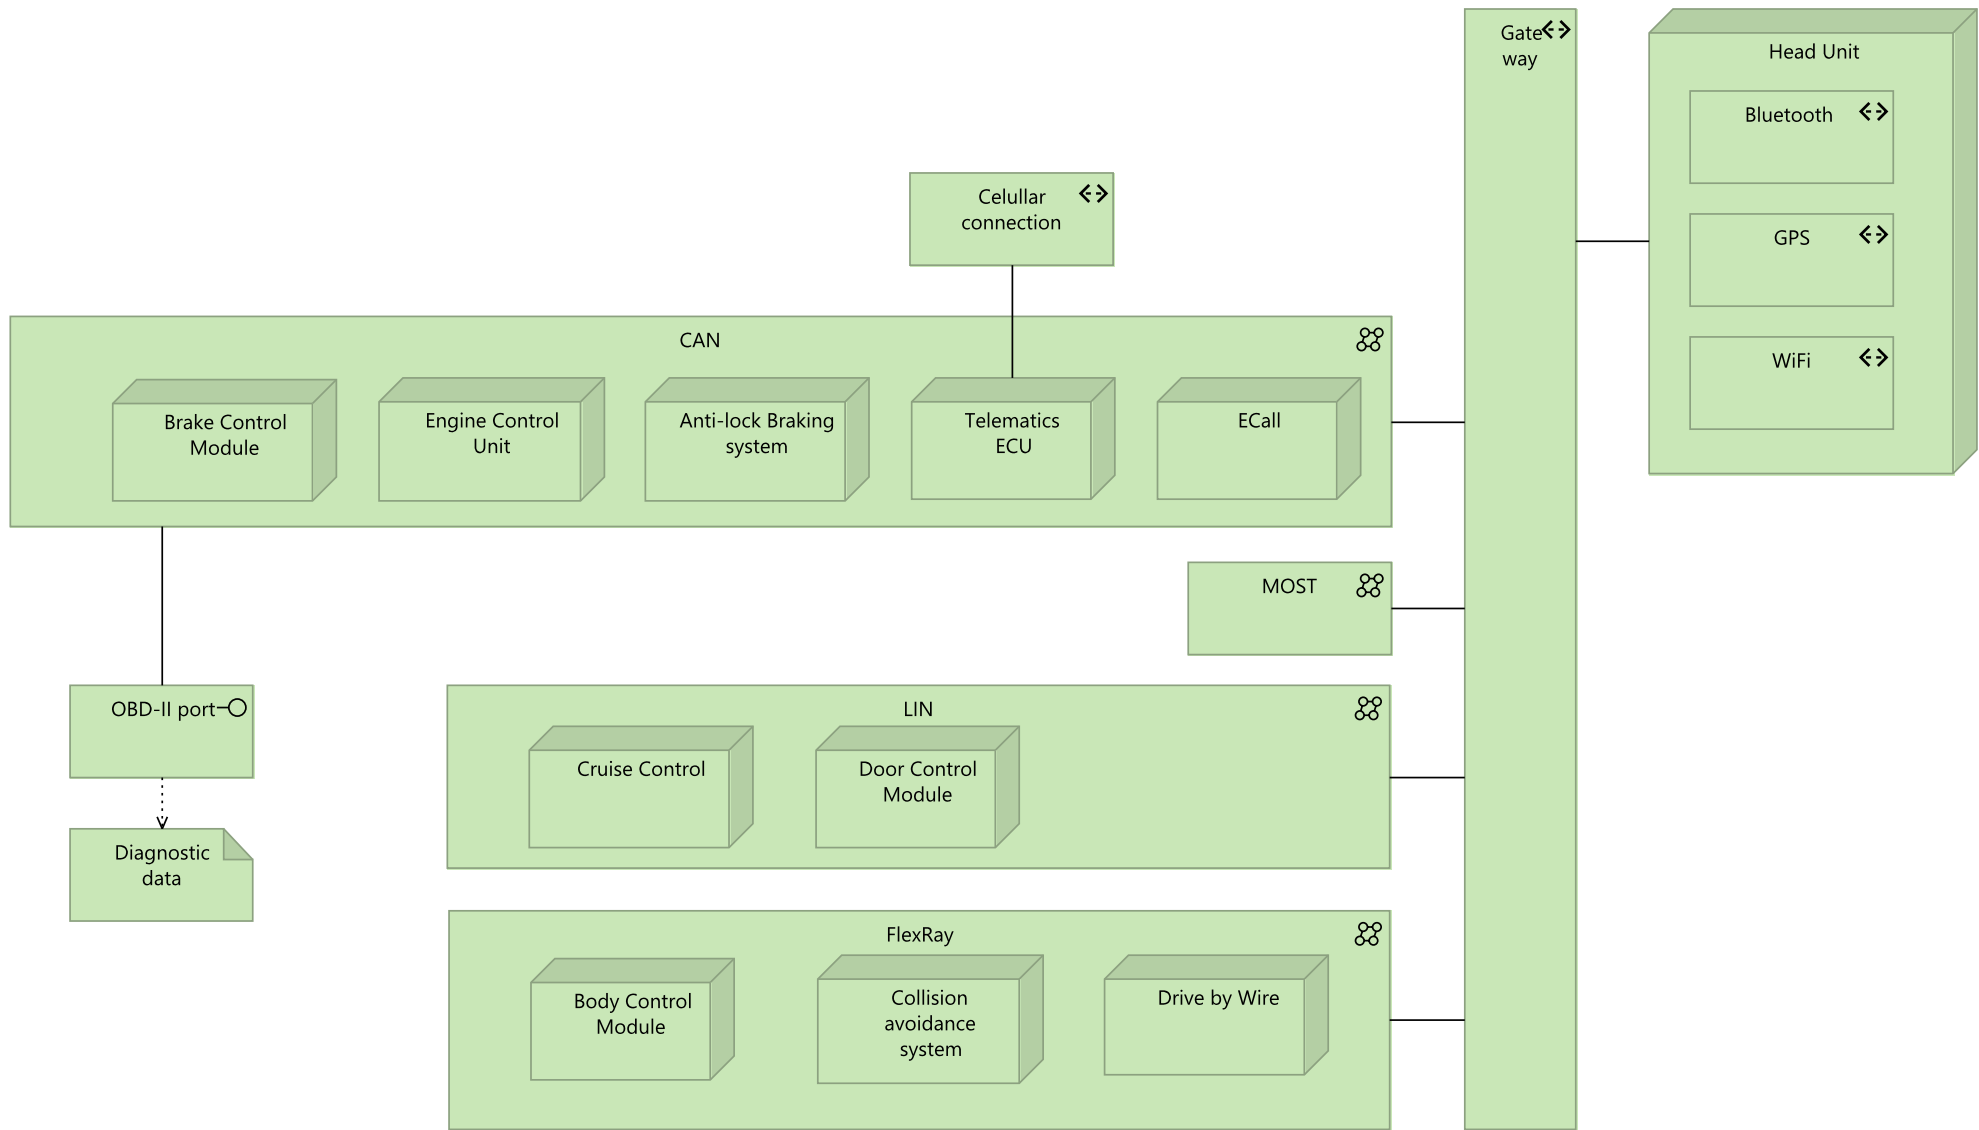 Gate
way
Head Unit
Bluetooth
GPS
WiFi
Celullar
connection
CAN
Brake Control
Module
Engine Control
Unit
Anti-lock Braking
system
Telematics
ECU
ECall
MOST
OBD-II port
Diagnostic
data
LIN
Cruise Control
Door Control
Module
FlexRay
Body Control
Module
Collision
avoidance
system
Drive by Wire